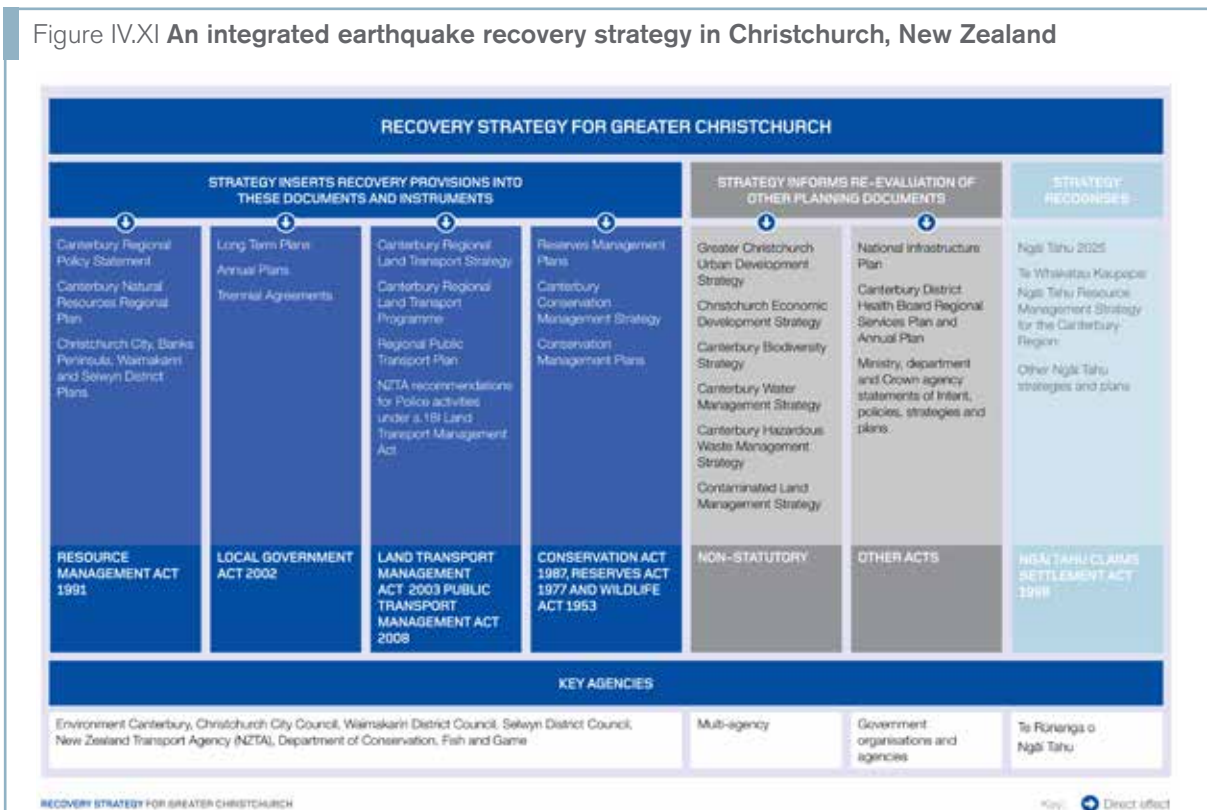 Figure IV.XI An integrated earthquake recovery strategy in Christchurch, New Zealand
RECOVERY STRATEGY FOR GREATER CHRISTCHURCH
STRATEGY INSERTS RECOVERY PROVISIONS INTO
THESE DOCUMENTS AND INSTRUMENTS
Canterbury Regional
Policy Statement
Canterbury Natural
Resources Regional
Plan
Christchurch City, Banks
Peninsula, Waimakariri
and Selwyn District
Plans
RESOURCE
MANAGEMENT ACT
1991
Long Term Plans
Annual Plans
Triennial Agreements
LOCAL GOVERNMENT
ACT 2002
Canterbury Regional
Land Transport Strategy
Canterbury Regional
Land Transport
Programme
Regional Public
Transport Plan
NZTA recommendations
for Police activities
under s.18I Land
Transport Management
Act
LAND TRANSPORT
MANAGEMENT
ACT 2003 PUBLIC
TRANSPORT
MANAGEMENT ACT
2008
Reserves Management
Plans
Canterbury
Conservation
Management Strategy
Conservation
Management Plans
CONSERVATION ACT
1987, RESERVES ACT
1977 AND WILDLIFE
ACT 1953
STRATEGY INFORMS RE-EVALUATION OF
OTHER PLANNING DOCUMENTS
Greater Christchurch
Urban Development
Strategy
Christchurch Economic
Development Strategy
Canterbury Biodiversity
Strategy
Canterbury Water
Management Strategy
Canterbury Hazardous
Waste Management
Strategy
Contaminated Land
Management Strategy
NON-STATUTORY
National Infrastructure
Plan
Canterbury District
Health Board Regional
Services Plan and
Annual Plan
Ministry, department
and Crown agency
statements of Intent,
policies, strategies and
plans
OTHER ACTS
STRATEGY
RECOGNISES
Ngāi Tahu 2025
Te Whakatau Kaupapa:
Ngāi Tahu Resource
Management Strategy
for the Canterbury
Region
Other Ngāi Tahu
strategies and plans
NGĀI TAHU CLAIMS
SETTLEMENT ACT
1998
KEY AGENCIES
Environment Canterbury, Christchurch City Council, Waimakariri District Council, Selwyn District Council,
New Zealand Transport Agency (NZTA), Department of Conservation, Fish and Game
Multi-agency
Government
organisations and
agencies
Te Rūnanga o
Ngāi Tahu
RECOVERY STRATEGY FOR GREATER CHRISTCHURCH
Key: Direct effect